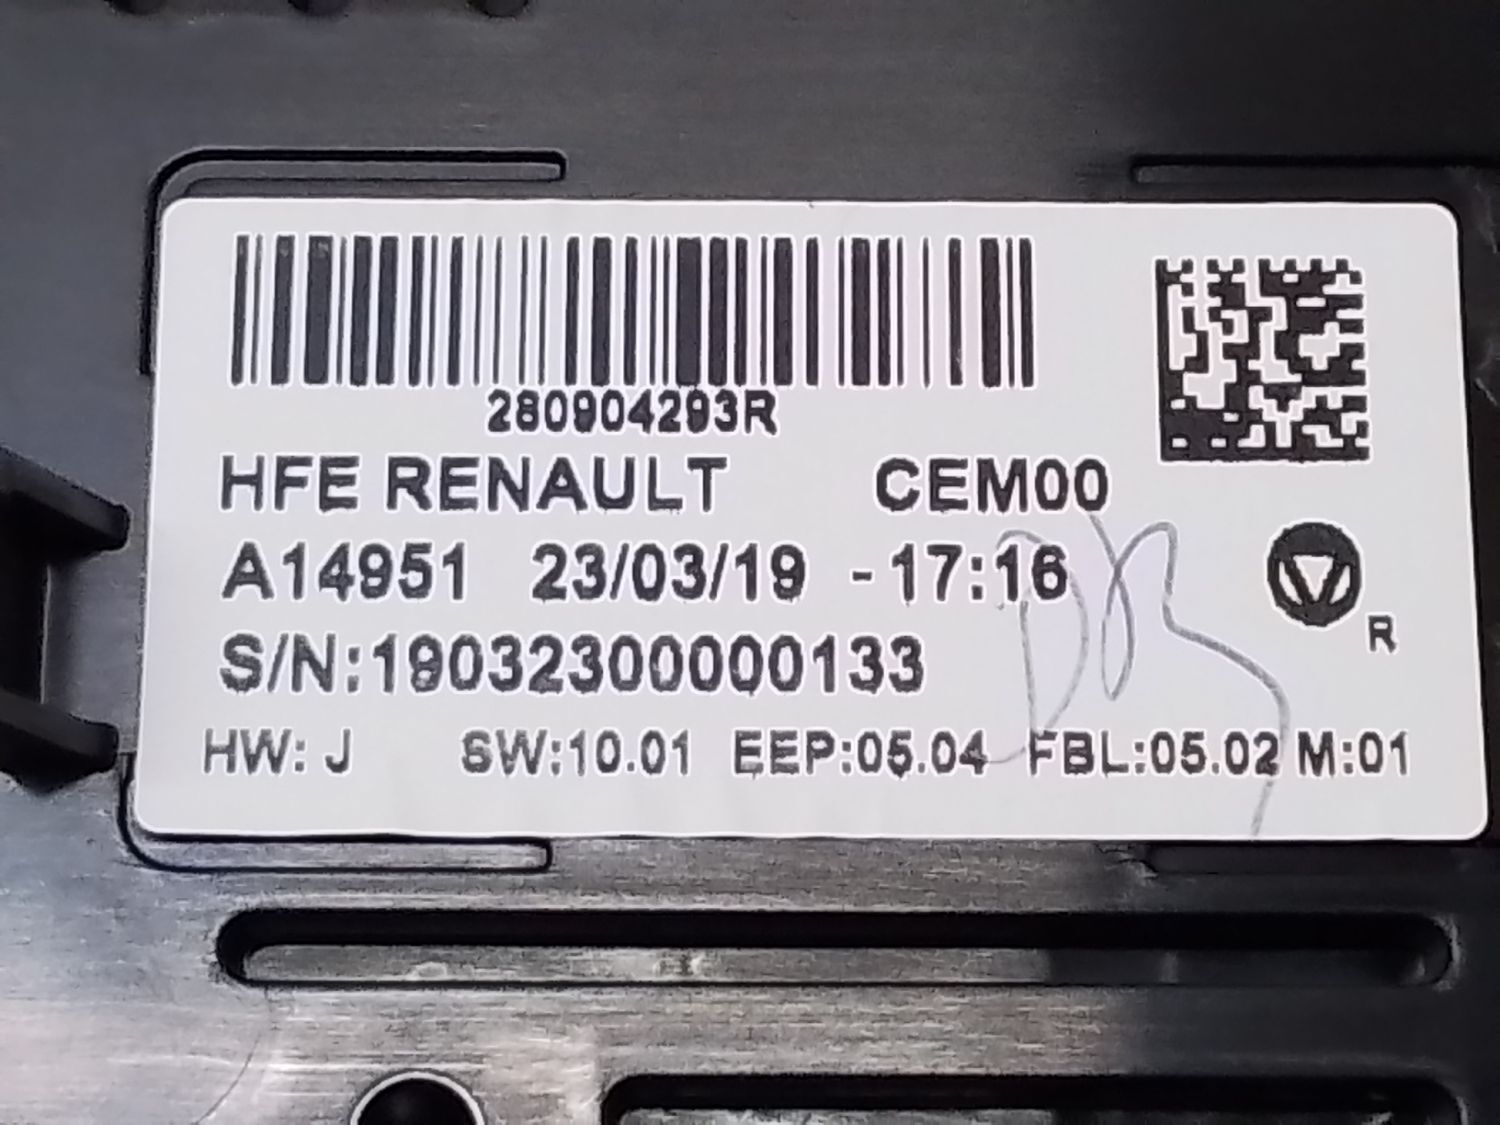 280904293R
HFE RENAULT CEM00
A14951 23/03/19 - 17:16
R
S/N:19032300000133
HW: J SW:10.01 EEP:05.04 FBL:05.02 M:01